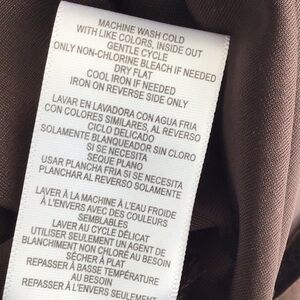 MACHINE WASH COLD
WITH LIKE COLORS, INSIDE OUT
GENTLE CYCLE
ONLY NON-CHLORINE BLEACH IF NEEDED
DRY FLAT
COOL IRON IF NEEDED
IRON ON REVERSE SIDE ONLY
LAVAR EN LAVADORA CON AGUA FRIA
CON COLORES SIMILARES, AL REVERSO
CICLO DELICADO
SOLAMENTE BLANQUEADOR SIN CLORO
SI SE NECESITA
SEQUE PLANO
USAR PLANCHA FRIA SI SE NECESITA
PLANCHAR AL REVERSO SOLAMENTE
LAVER À LA MACHINE À L'EAU FROIDE
À L'ENVERS AVEC DES COULEURS
SEMBLABLES
LAVER AU CYCLE DÉLICAT
UTILISER SEULEMENT UN AGENT DE
BLANCHIMENT NON CHLORÉ AU BESOIN
SÉCHER À PLAT
REPASSER À BASSE TEMPÉRATURE
AU BESOIN
REPASSER À L'ENVERS SEULEMENT